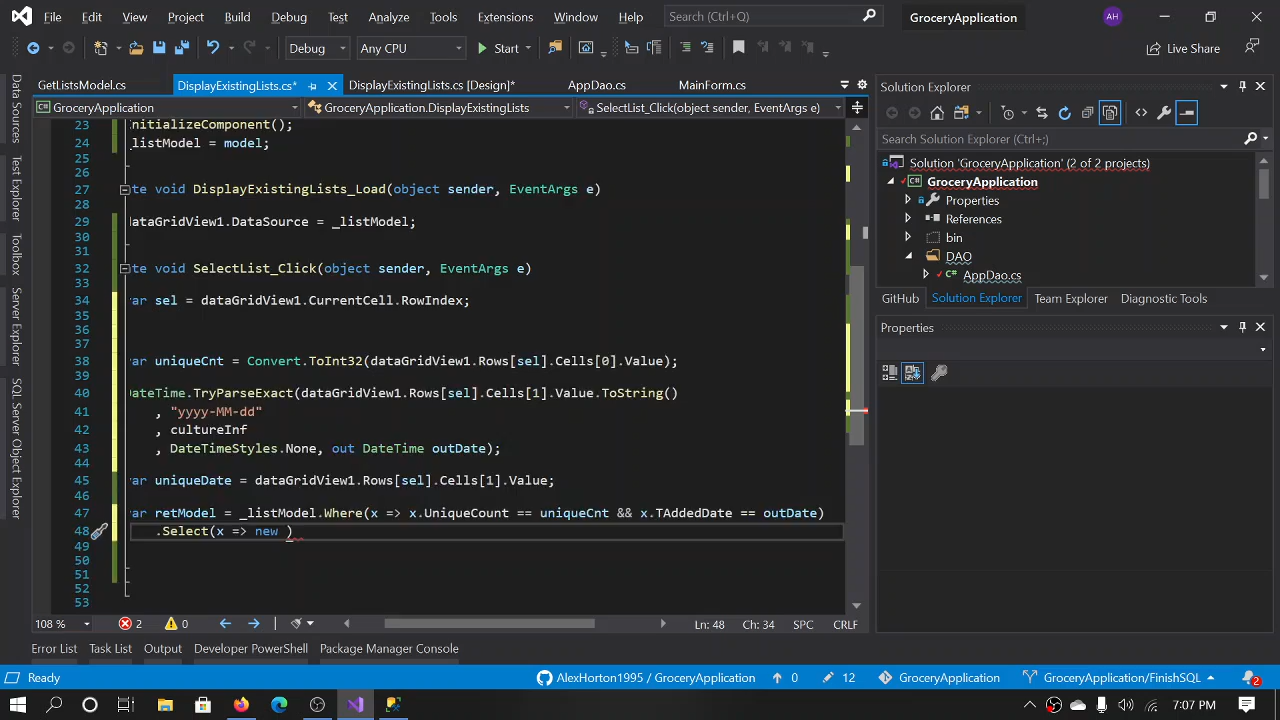 File Edit View Git Project Build Debug Test Analyze Tools Extensions Window Help Search (Ctrl+Q) GroceryApplication AH
Debug Any CPU Start Live Share
GetListsModel.cs DisplayExistingLists.cs* DisplayExistingLists.cs [Design]* AppDao.cs MainForm.cs
GroceryApplication GroceryApplication.DisplayExistingLists SelectList_Click(object sender, EventArgs e)
Data Sources
Test Explorer
Toolbox
Server Explorer
SQL Server Object Explorer
23 InitializeComponent();
24 _listModel = model;
25
26
27 te void DisplayExistingLists_Load(object sender, EventArgs e)
28
29 dataGridView1.DataSource = _listModel;
30
31
32 te void SelectList_Click(object sender, EventArgs e)
33
34 var sel = dataGridView1.CurrentCell.RowIndex;
35
36
37
38 var uniqueCnt = Convert.ToInt32(dataGridView1.Rows[sel].Cells[0].Value);
39
40 DateTime.TryParseExact(dataGridView1.Rows[sel].Cells[1].Value.ToString()
41 , "yyyy-MM-dd"
42 , cultureInf
43 , DateTimeStyles.None, out DateTime outDate);
44
45 var uniqueDate = dataGridView1.Rows[sel].Cells[1].Value;
46
47 var retModel = _listModel.Where(x => x.UniqueCount == uniqueCnt && x.TAddedDate == outDate)
48 .Select(x => new )
49
50
51
52
53
108 % 2 0 Ln: 48 Ch: 34 SPC CRLF
Solution Explorer
Search Solution Explorer (Ctrl+;)
Solution 'GroceryApplication' (2 of 2 projects)
GroceryApplication
Properties
References
bin
DAO
AppDao.cs
GitHub Solution Explorer Team Explorer Diagnostic Tools
Properties
Error List Task List Output Developer PowerShell Package Manager Console
Ready AlexHorton1995 / GroceryApplication 0 12 GroceryApplication GroceryApplication/FinishSQL 2
7:07 PM